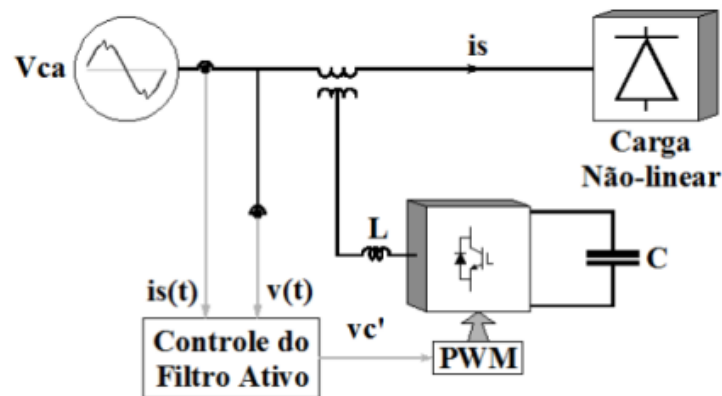 Vca
is
Carga
Não-linear
L
C
is(t)
v(t)
Controle do
Filtro Ativo
vc'
PWM